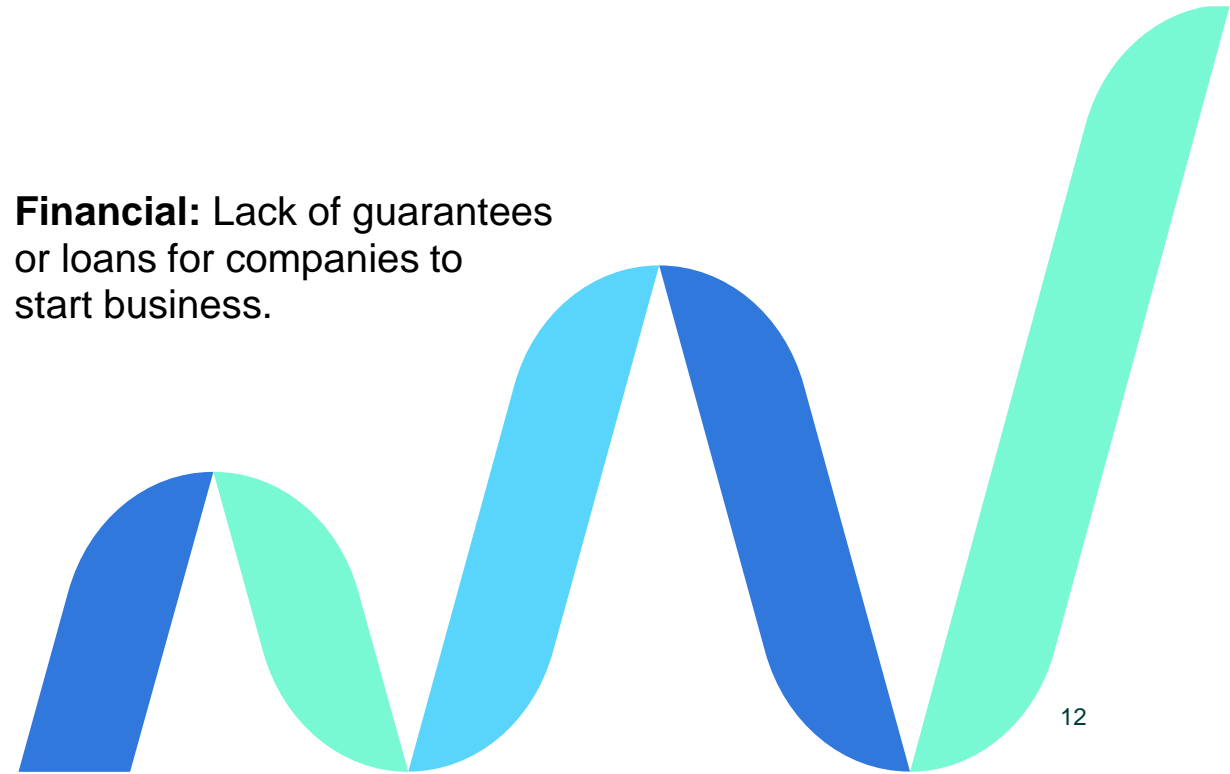 Financial: Lack of guarantees
or loans for companies to
start business.
12